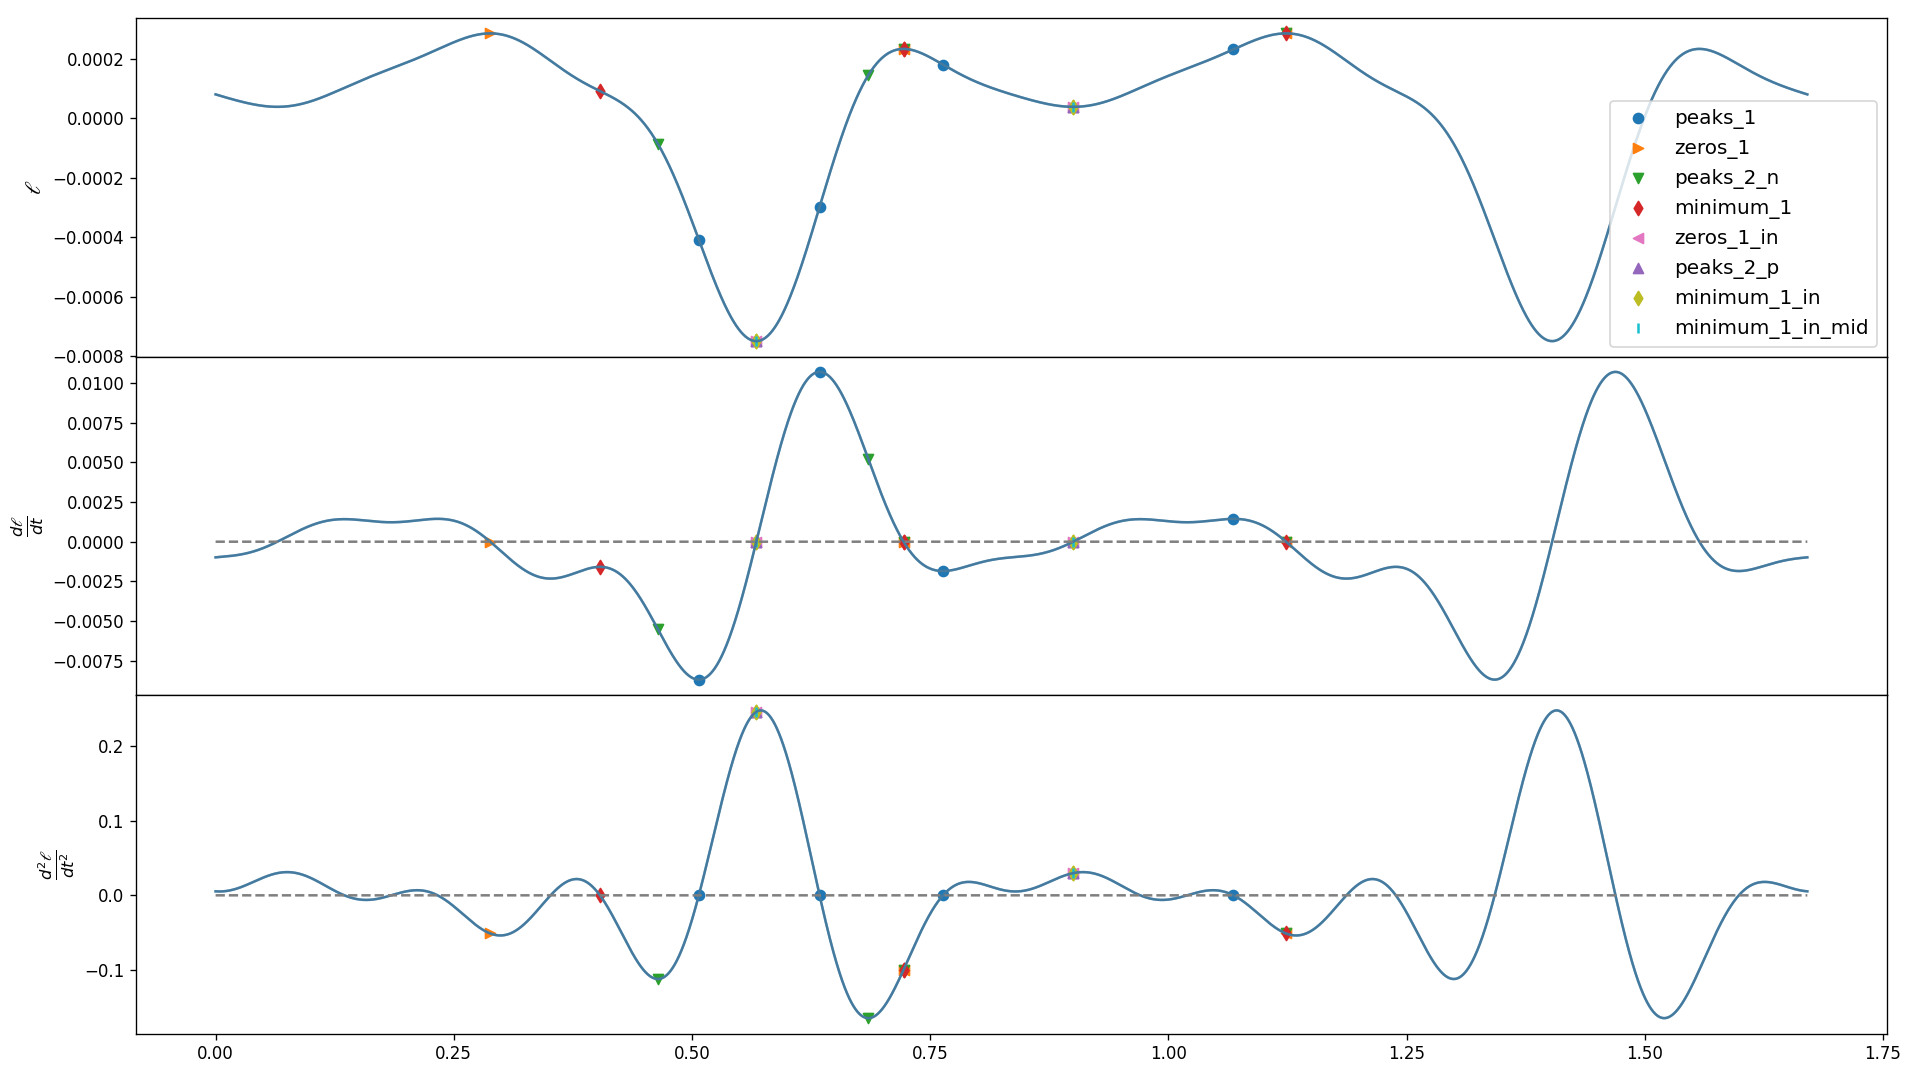 0.0002
0.0000
−0.0002
−0.0004
−0.0006
−0.0008
ℓ
peaks_1
zeros_1
peaks_2_n
minimum_1
zeros_1_in
peaks_2_p
minimum_1_in
minimum_1_in_mid
0.0100
0.0075
0.0050
0.0025
0.0000
−0.0025
−0.0050
−0.0075
dℓ
dt
0.2
0.1
0.0
−0.1
d²ℓ
dt²
0.00 0.25 0.50 0.75 1.00 1.25 1.50 1.75